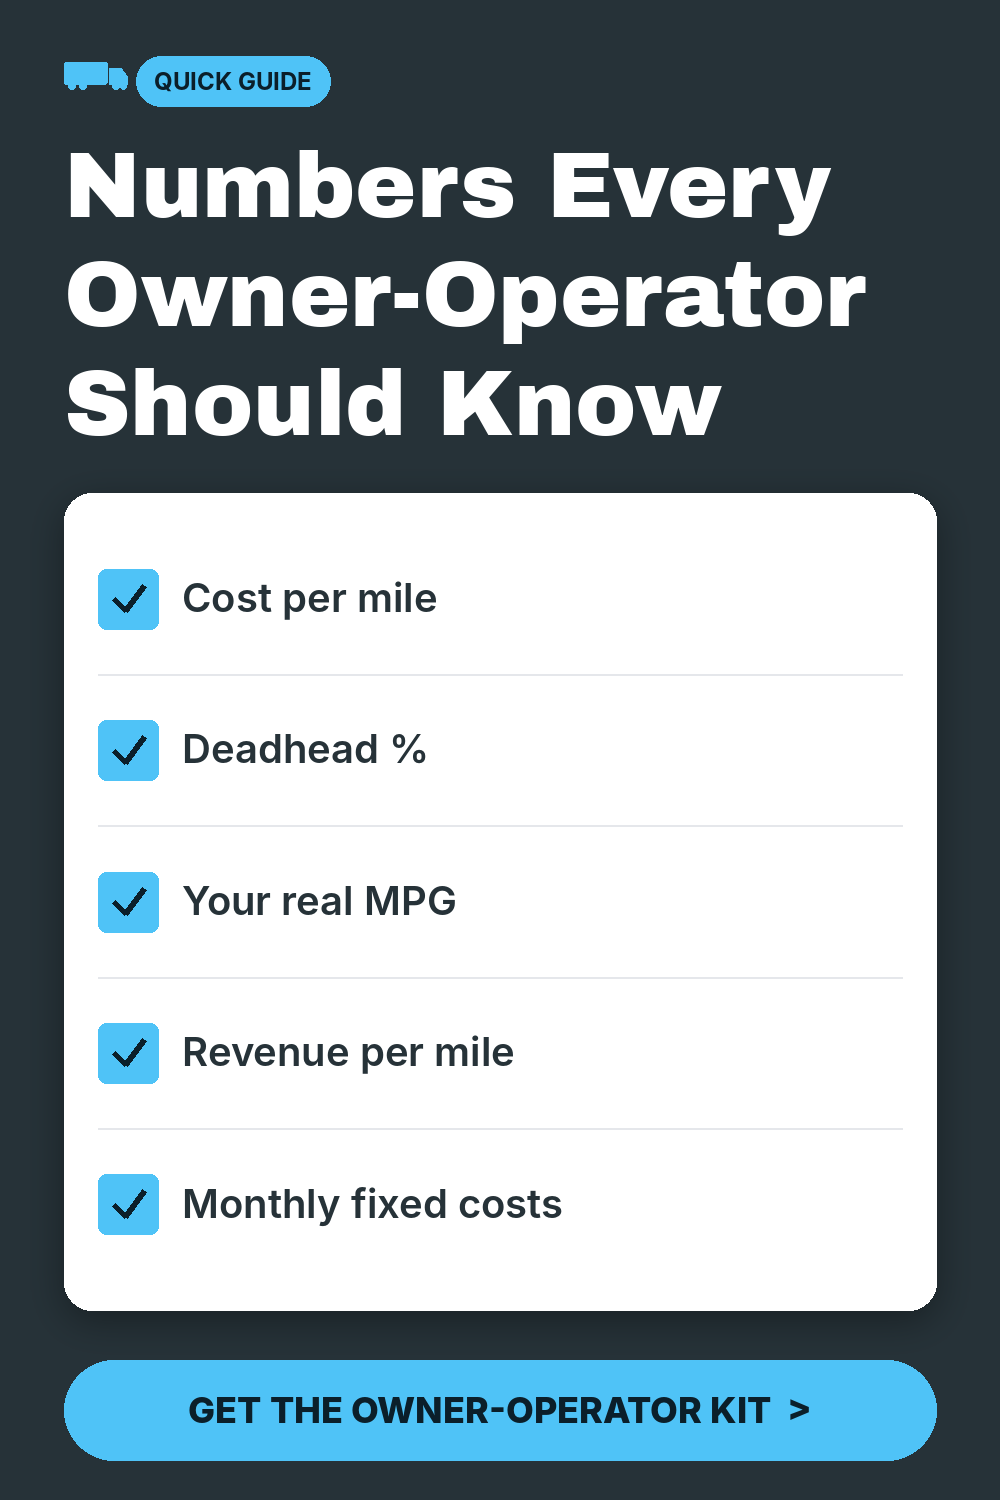 QUICK GUIDE
Numbers Every
Owner-Operator
Should Know
Cost per mile
Deadhead %
Your real MPG
Revenue per mile
Monthly fixed costs
GET THE OWNER-OPERATOR KIT >